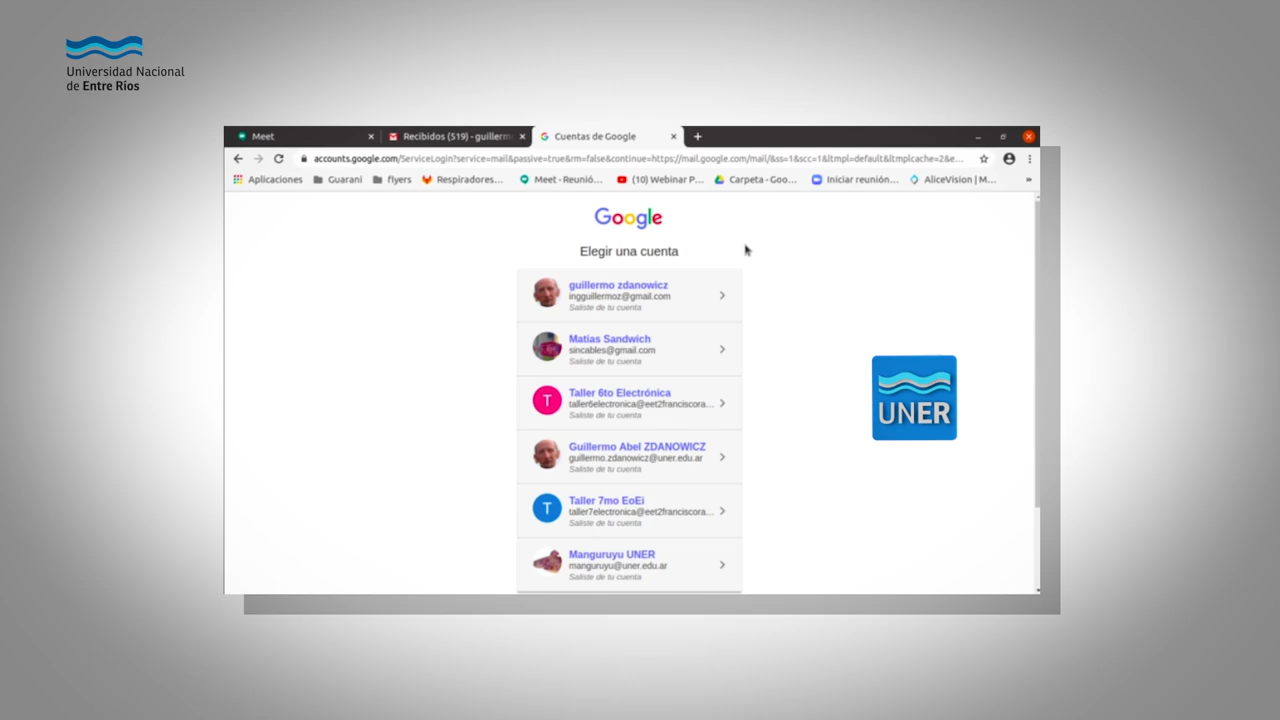 Universidad Nacional
de Entre Ríos
Meet
Recibidos (519) - guillerm
Cuentas de Google
accounts.google.com/ServiceLogin?service=mail&passive=true&rm=false&continue=https://mail.google.com/mail/&ss=1&scc=1&ltmpl=default&ltmplcache=2&e...
Aplicaciones Guarani flyers Respiradores... Meet - Reunió... (10) Webinar P... Carpeta - Goo... Iniciar reunión... AliceVision | M... »
Google
Elegir una cuenta
guillermo zdanowicz
ingguillermoz@gmail.com
Saliste de tu cuenta
Matias Sandwich
sincables@gmail.com
Saliste de tu cuenta
T
Taller 6to Electrónica
taller6electronica@eet2franciscora...
Saliste de tu cuenta
Guillermo Abel ZDANOWICZ
guillermo.zdanowicz@uner.edu.ar
Saliste de tu cuenta
T
Taller 7mo EoEi
taller7electronica@eet2franciscora...
Saliste de tu cuenta
Manguruyu UNER
manguruyu@uner.edu.ar
Saliste de tu cuenta
UNER